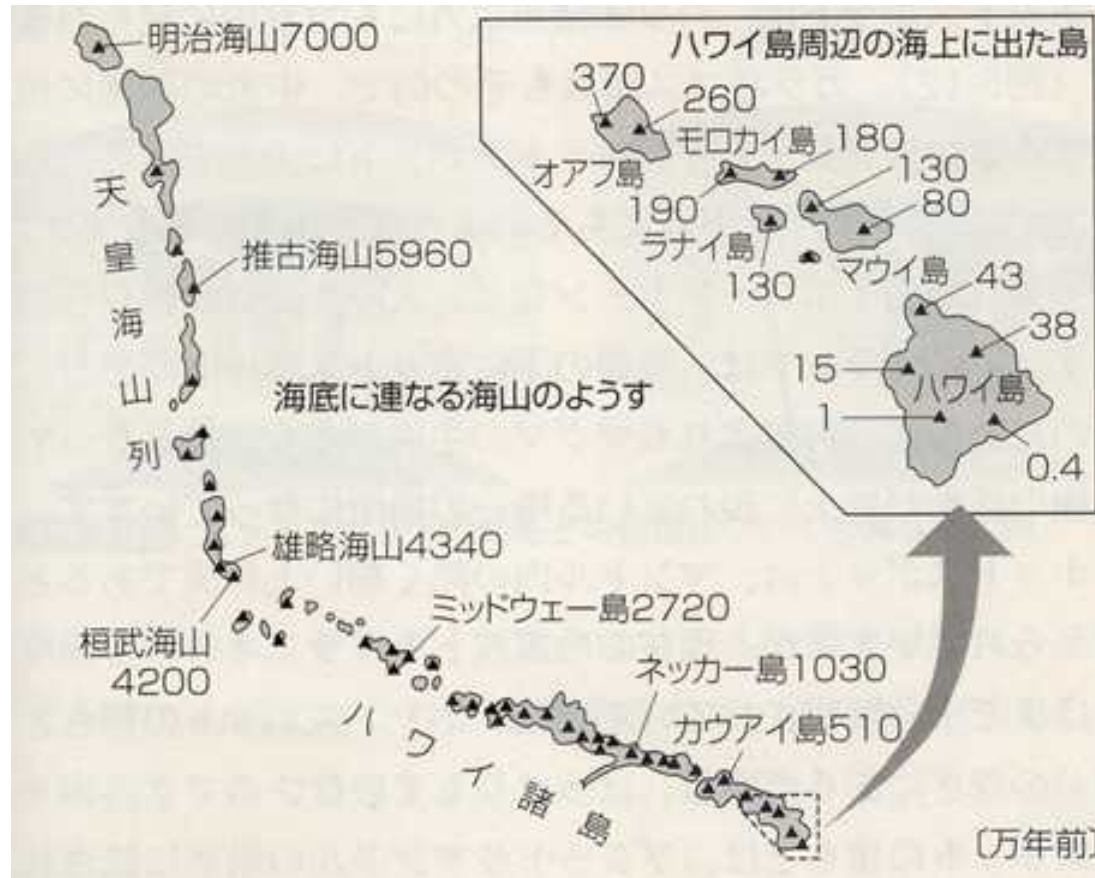 明治海山7000
天皇海山列
推古海山5960
海底に連なる海山のようす
雄略海山4340
桓武海山
4200
ミッドウェー島2720
ネッカー島1030
カウアイ島510
ハワイ諸島
〔万年前〕
ハワイ島周辺の海上に出た島
370
260
オアフ島
モロカイ島
180
190
130
80
ラナイ島
130
マウイ島
43
38
15
ハワイ島
1
0.4